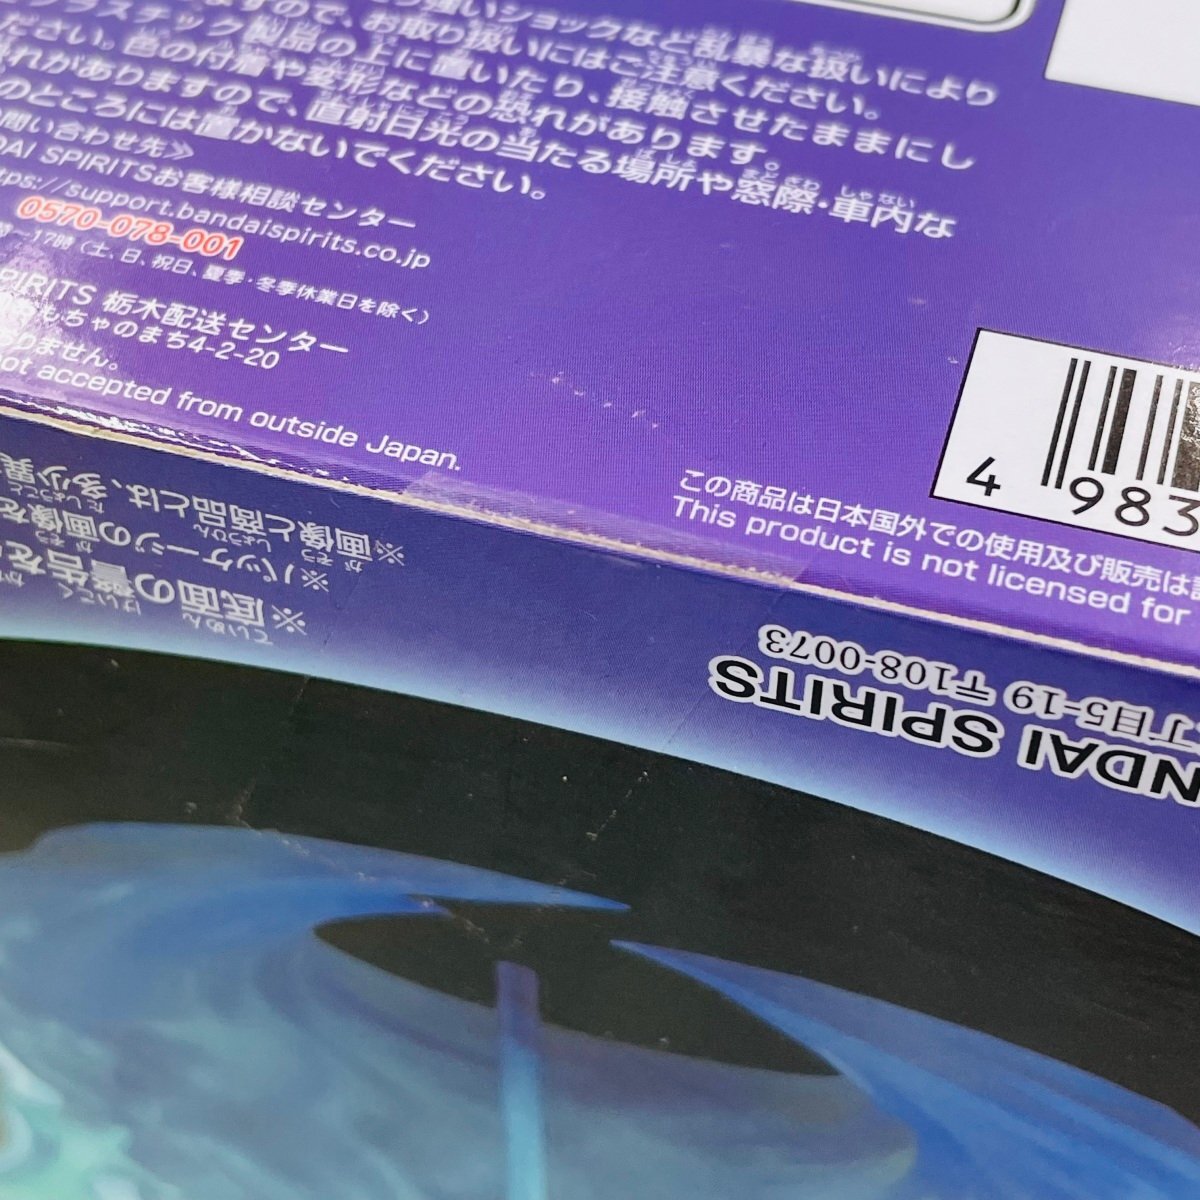 強いショックなど乱暴な扱いにより
ますので、お取り扱いにはご注意ください。
プラスチック製品の上に置いたり、接触させたままにし
ださい。色の付着や変形などの恐れがあります。
れがありますので、直射日光の当たる場所や窓際・車内な
のところには置かないでください。
問い合わせ先≫
DAI SPIRITSお客様相談センター
tps://support.bandaispirits.co.jp
0570-078-001
17時(土、日、祝日、夏季・冬季休業日を除く)
SPIRITS 栃木配送センター
おもちゃのまち4-2-20
りません。
not accepted from outside Japan.
この商品は日本国外での使用及び販売は
This product is not licensed for
4 983
※画像と商品とは、多少異
※パッケージの画像を
※底面の警告を
NDAI SPIRITS
丁目5-19 〒108-0073